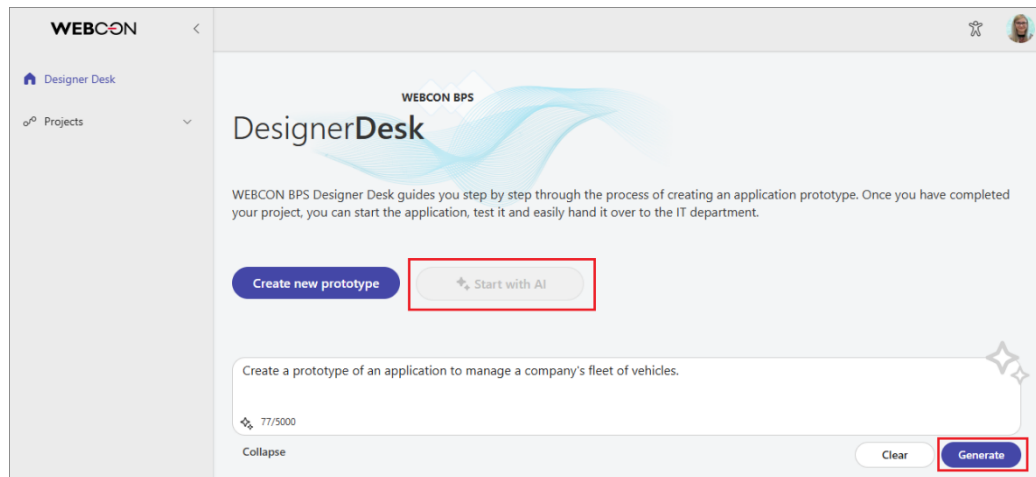 WEBCON
Designer Desk
Projects
WEBCON BPS
DesignerDesk
WEBCON BPS Designer Desk guides you step by step through the process of creating an application prototype. Once you have completed
your project, you can start the application, test it and easily hand it over to the IT department.
Create new prototype
Start with AI
Create a prototype of an application to manage a company's fleet of vehicles.
77/5000
Collapse
Clear
Generate